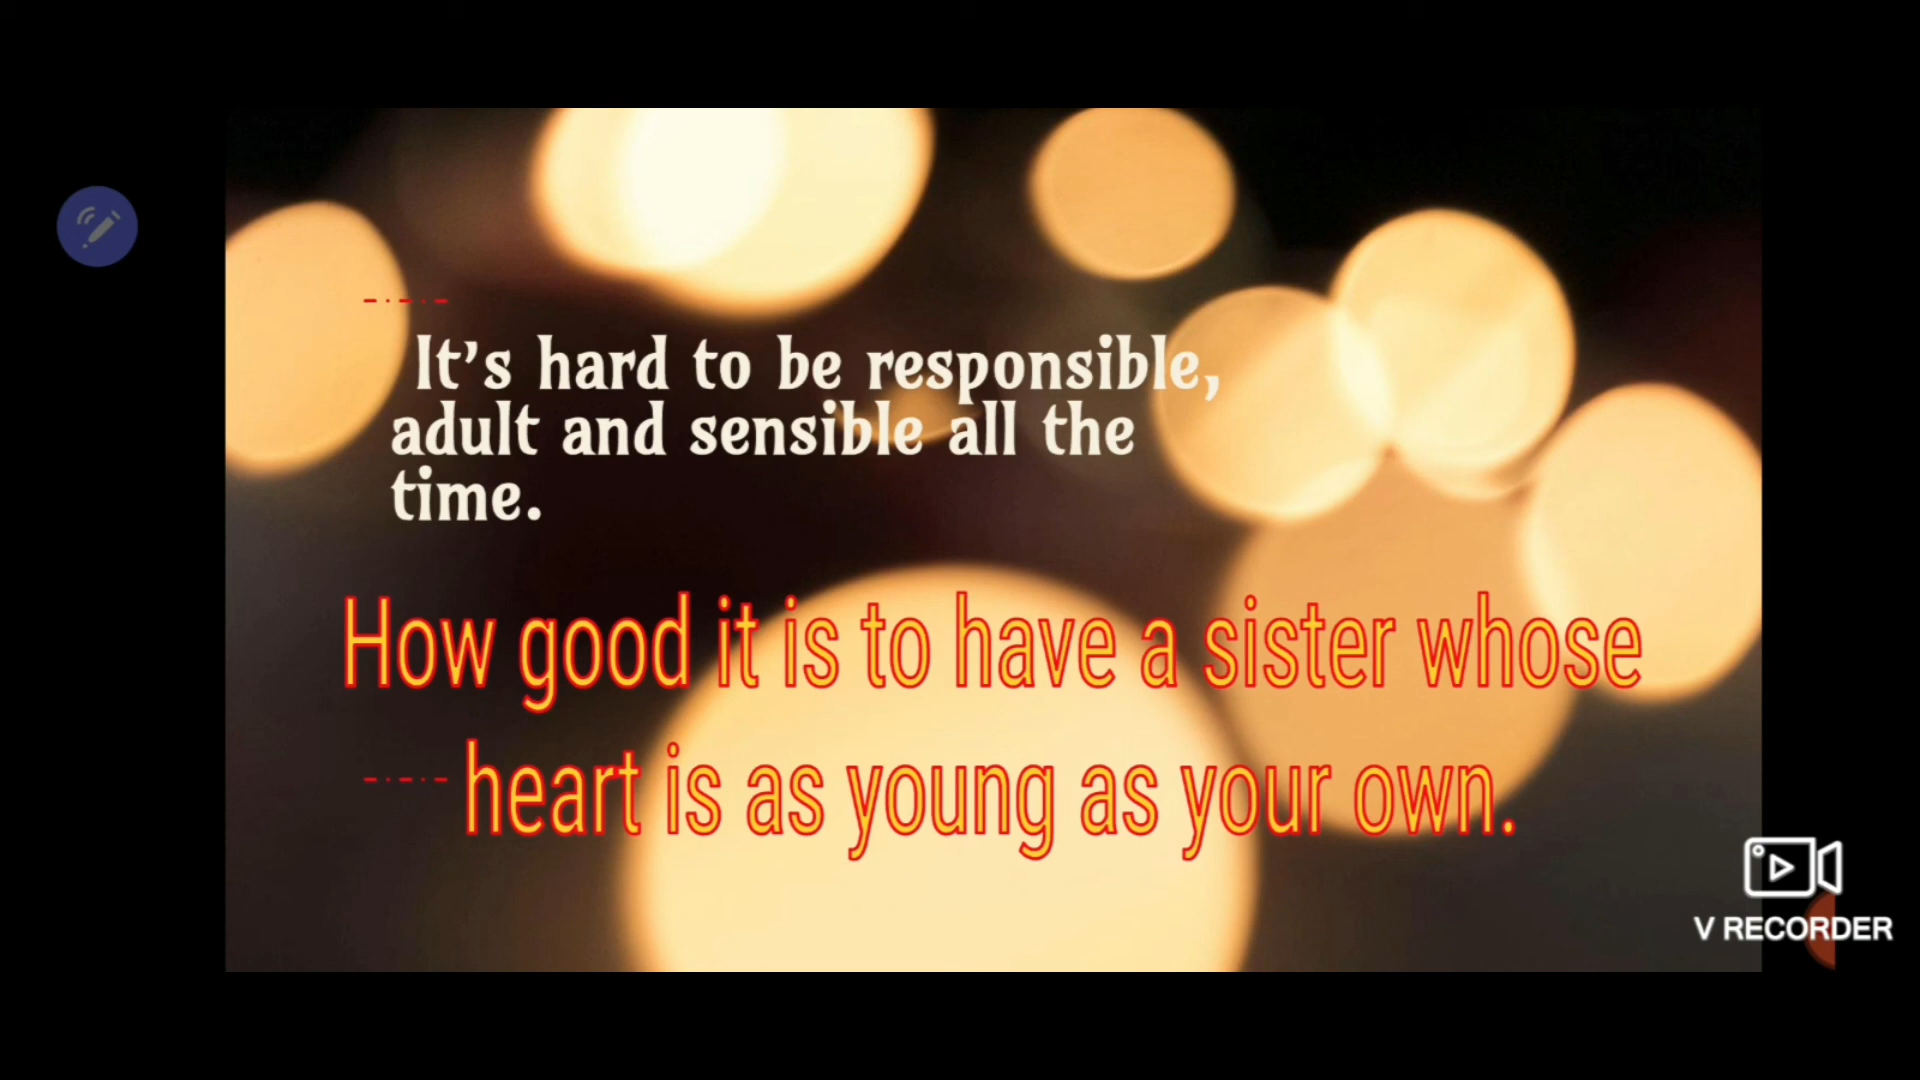 It's hard to be responsible,
adult and sensible all the
time.
How good it is to have a sister whose
heart is as young as your own.
V RECORDER